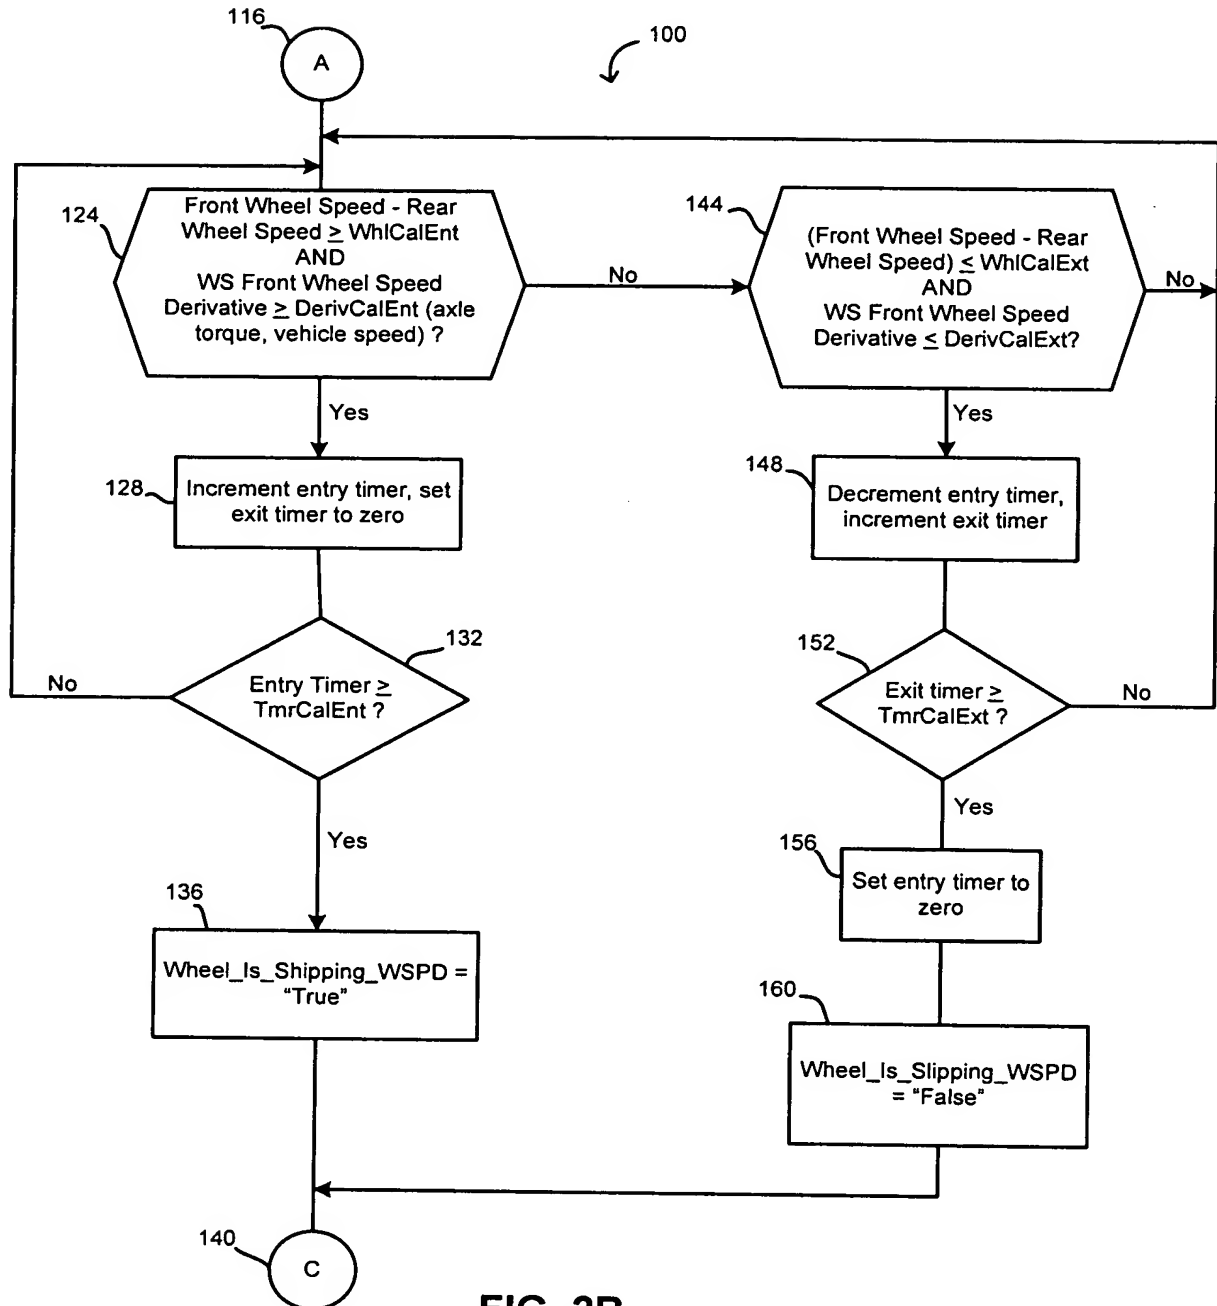 116
A
100
124
Front Wheel Speed - Rear
Wheel Speed ≥ WhlCalEnt
AND
WS Front Wheel Speed
Derivative ≥ DerivCalEnt (axle
torque, vehicle speed) ?
No
144
(Front Wheel Speed - Rear
Wheel Speed) ≤ WhlCalExt
AND
WS Front Wheel Speed
Derivative ≤ DerivCalExt?
No
Yes
Yes
128
Increment entry timer, set
exit timer to zero
148
Decrement entry timer,
increment exit timer
132
Entry Timer ≥
TmrCalEnt ?
No
152
Exit timer ≥
TmrCalExt ?
No
Yes
Yes
136
Wheel_Is_Shipping_WSPD =
"True"
156
Set entry timer to
zero
160
Wheel_Is_Slipping_WSPD
= "False"
140
C
FIG. 2B